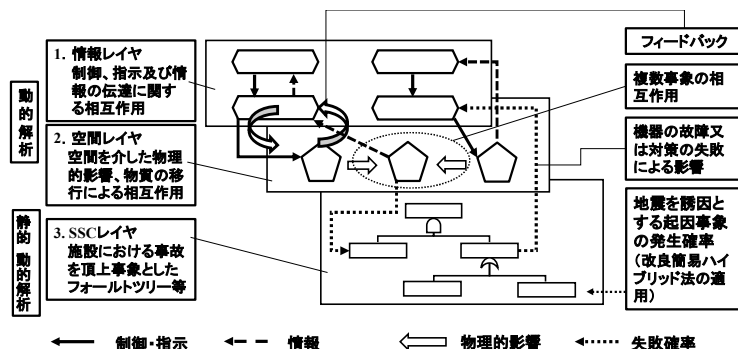 動的解析
静的 動的解析
1. 情報レイヤ
制御、指示及び情
報の伝達に関す
る相互作用
2. 空間レイヤ
空間を介した物理
的影響、物質の移
行による相互作用
3. SSCレイヤ
施設における事故
を頂上事象とした
フォールトツリー等
フィードバック
複数事象の相
互作用
機器の故障又
は対策の失敗
による影響
地震を誘因と
する起因事象
の発生確率
（改良簡易ハイ
ブリッド法の適
用）
制御・指示
情報
物理的影響
失敗確率